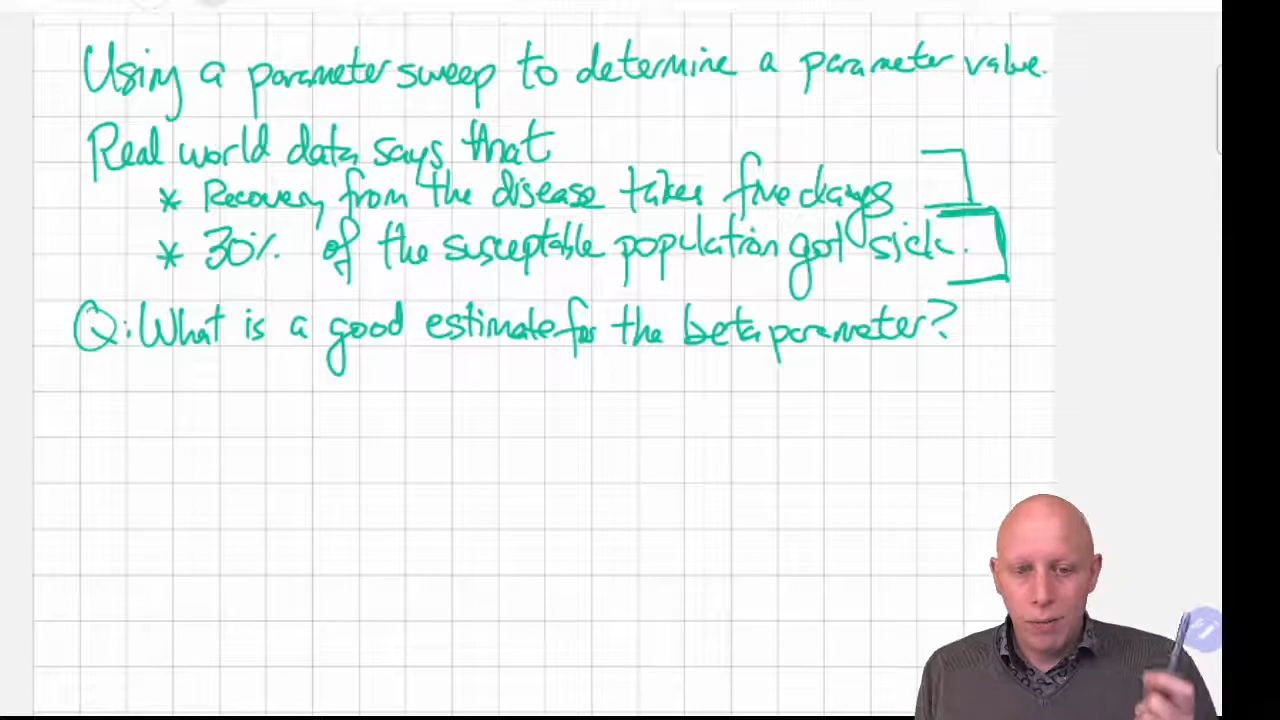 Using a parameter sweep to determine a parameter value.
Real world data says that
* Recovery from the disease takes five days
* 30% of the susceptable population got sick.
Q: What is a good estimate for the beta parameter?